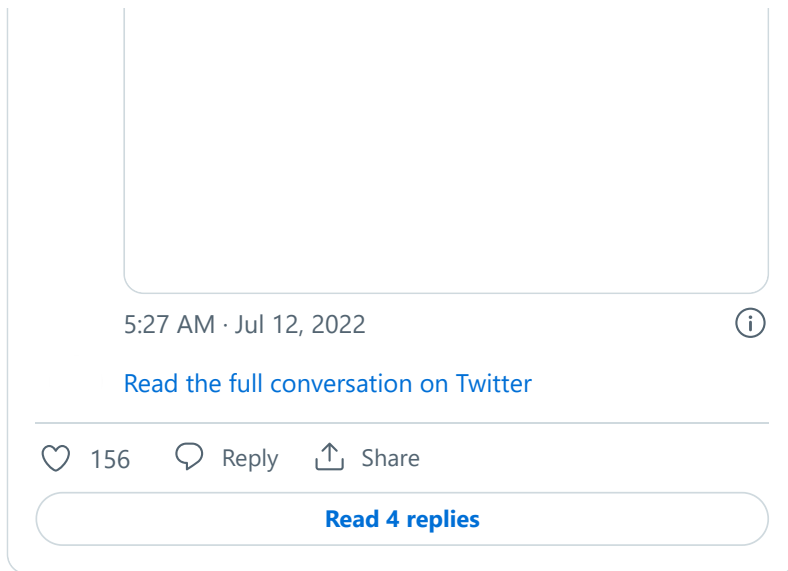 5:27 AM · Jul 12, 2022
Read the full conversation on Twitter
156 Reply Share
Read 4 replies